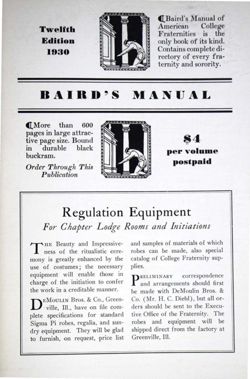 Twelfth
Edition
1930
¶Baird's Manual of
American College
Fraternities is the
only book of its kind.
Contains complete di-
rectory of every fra-
ternity and sorority.
BAIRD'S MANUAL
¶More than 600
pages in large attrac-
tive page size. Bound
in durable black
buckram.
Order Through This
Publication
$4
per volume
postpaid
Regulation Equipment
For Chapter Lodge Rooms and Initiations
THE Beauty and Impressive-
ness of the ritualistic cere-
mony is greatly enhanced by the
use of costumes; the necessary
equipment will enable those in
charge of the initiation to confer
the work in a creditable manner.
DEMOULIN BROS. & CO., Green-
ville, Ill., have on file com-
plete specifications for standard
Sigma Pi robes, regalia, and sun-
dry equipment. They will be glad
to furnish, on request, price list
and samples of materials of which
robes can be made, also special
catalog of College Fraternity sup-
plies.
PRELIMINARY correspondence
and arrangements should first
be made with DeMoulin Bros. &
Co. (Mr. H. C. Diehl), but all or-
ders should be sent to the Execu-
tive Office of the Fraternity. The
robes and equipment will be
shipped direct from the factory at
Greenville, Ill.